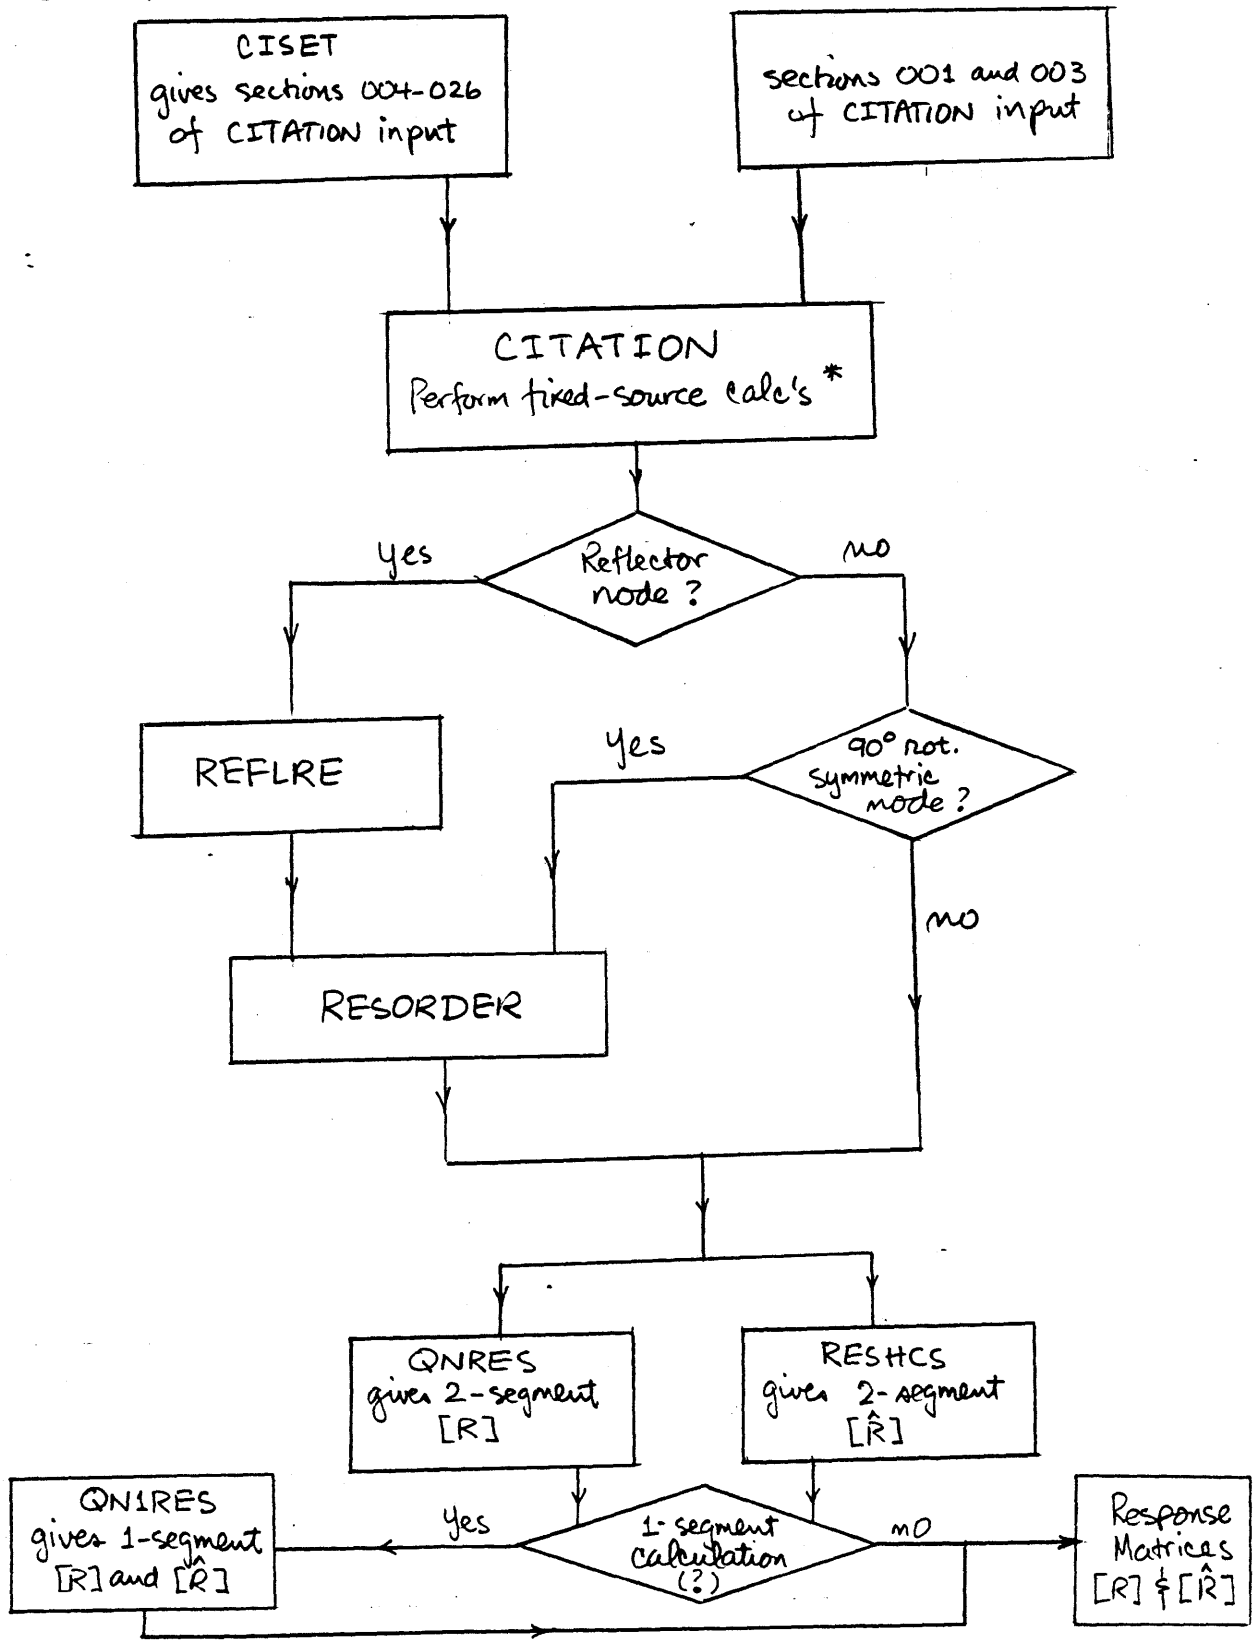 CISET
gives sections 004-026
of CITATION input
sections 001 and 003
of CITATION input
CITATION
Perform fixed-source calc's *
Reflector
node?
yes
no
REFLRE
90° rot.
symmetric
node?
yes
no
RESORDER
QNRES
gives 2-segment
[R]
RESHCS
gives 2-segment
[R̂]
1-segment
calculation
(?)
yes
no
QN1RES
gives 1-segment
[R] and [R̂]
Response
Matrices
[R] & [R̂]